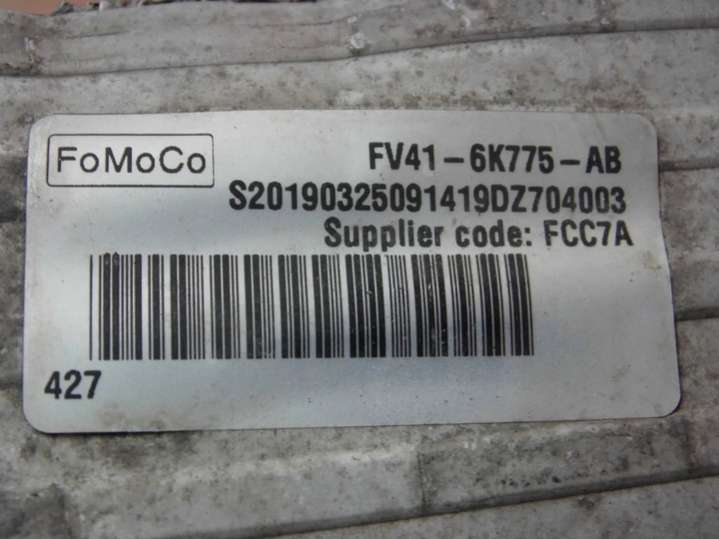 FoMoCo
FV41-6K775-AB
S20190325091419DZ704003
Supplier code: FCC7A
427